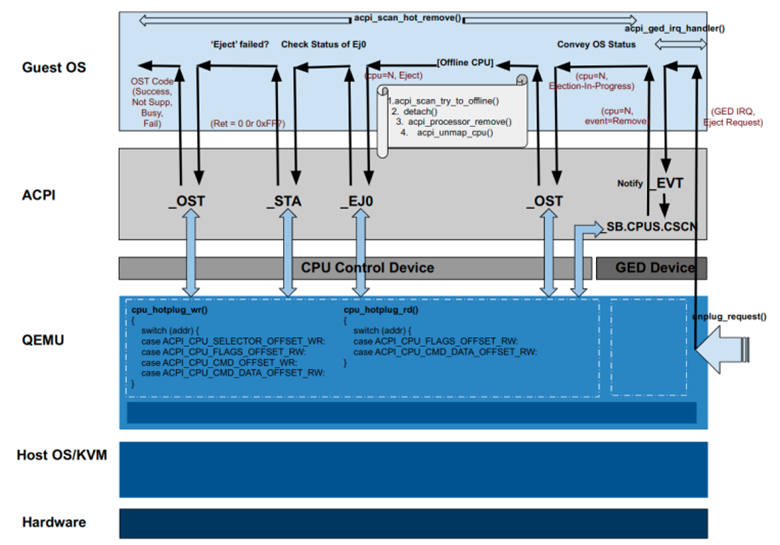 acpi_scan_hot_remove()
acpi_ged_irq_handler()
Guest OS
'Eject' failed?
Check Status of Ej0
[Offline CPU]
Convey OS Status
OST Code
(Success,
Not Supp,
Busy,
Fail)
(Ret = 0 0r 0xFF?)
(cpu=N, Eject)
1.acpi_scan_try_to_offline()
2. detach()
3. acpi_processor_remove()
4. acpi_unmap_cpu()
(cpu=N,
Ejection-In-Progress)
(cpu=N,
event=Remove)
(GED IRQ,
Eject Request)
ACPI
_OST
_STA
_EJ0
_OST
Notify
_EVT
_SB.CPUS.CSCN
CPU Control Device
GED Device
QEMU
cpu_hotplug_wr()
{
switch (addr) {
case ACPI_CPU_SELECTOR_OFFSET_WR:
case ACPI_CPU_FLAGS_OFFSET_RW:
case ACPI_CPU_CMD_OFFSET_WR:
case ACPI_CPU_CMD_DATA_OFFSET_RW:
}
cpu_hotplug_rd()
{
switch (addr) {
case ACPI_CPU_FLAGS_OFFSET_RW:
case ACPI_CPU_CMD_DATA_OFFSET_RW:
}
unplug_request()
Host OS/KVM
Hardware